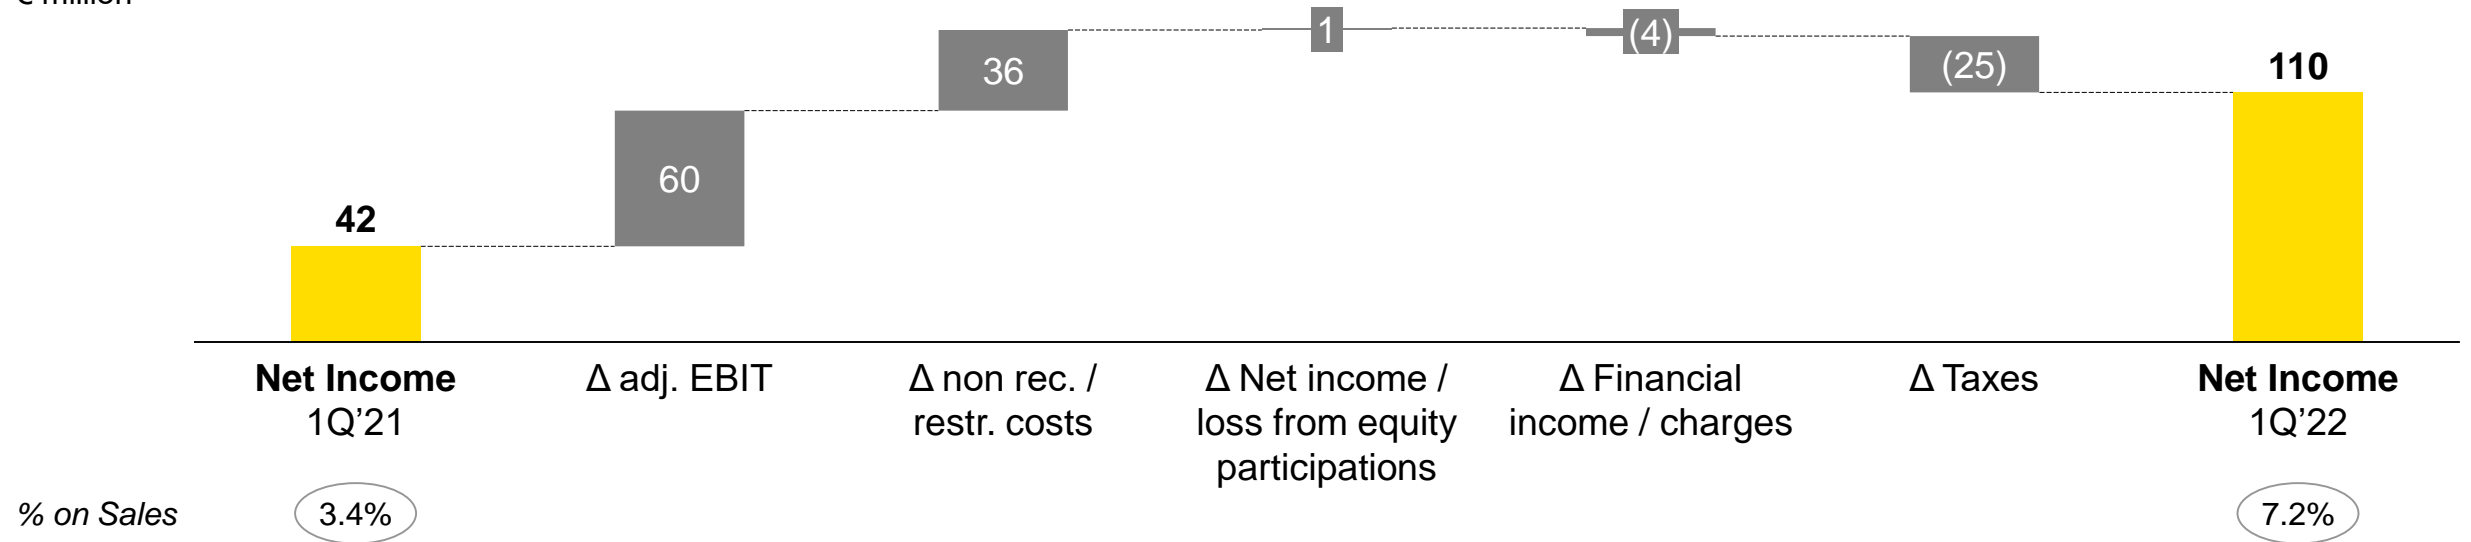 € million
1
(4)
36
(25)
110
60
42
Net Income
1Q’21
Δ adj. EBIT
Δ non rec. /
restr. costs
Δ Net income /
loss from equity
participations
Δ Financial
income / charges
Δ Taxes
Net Income
1Q’22
% on Sales
3.4%
7.2%